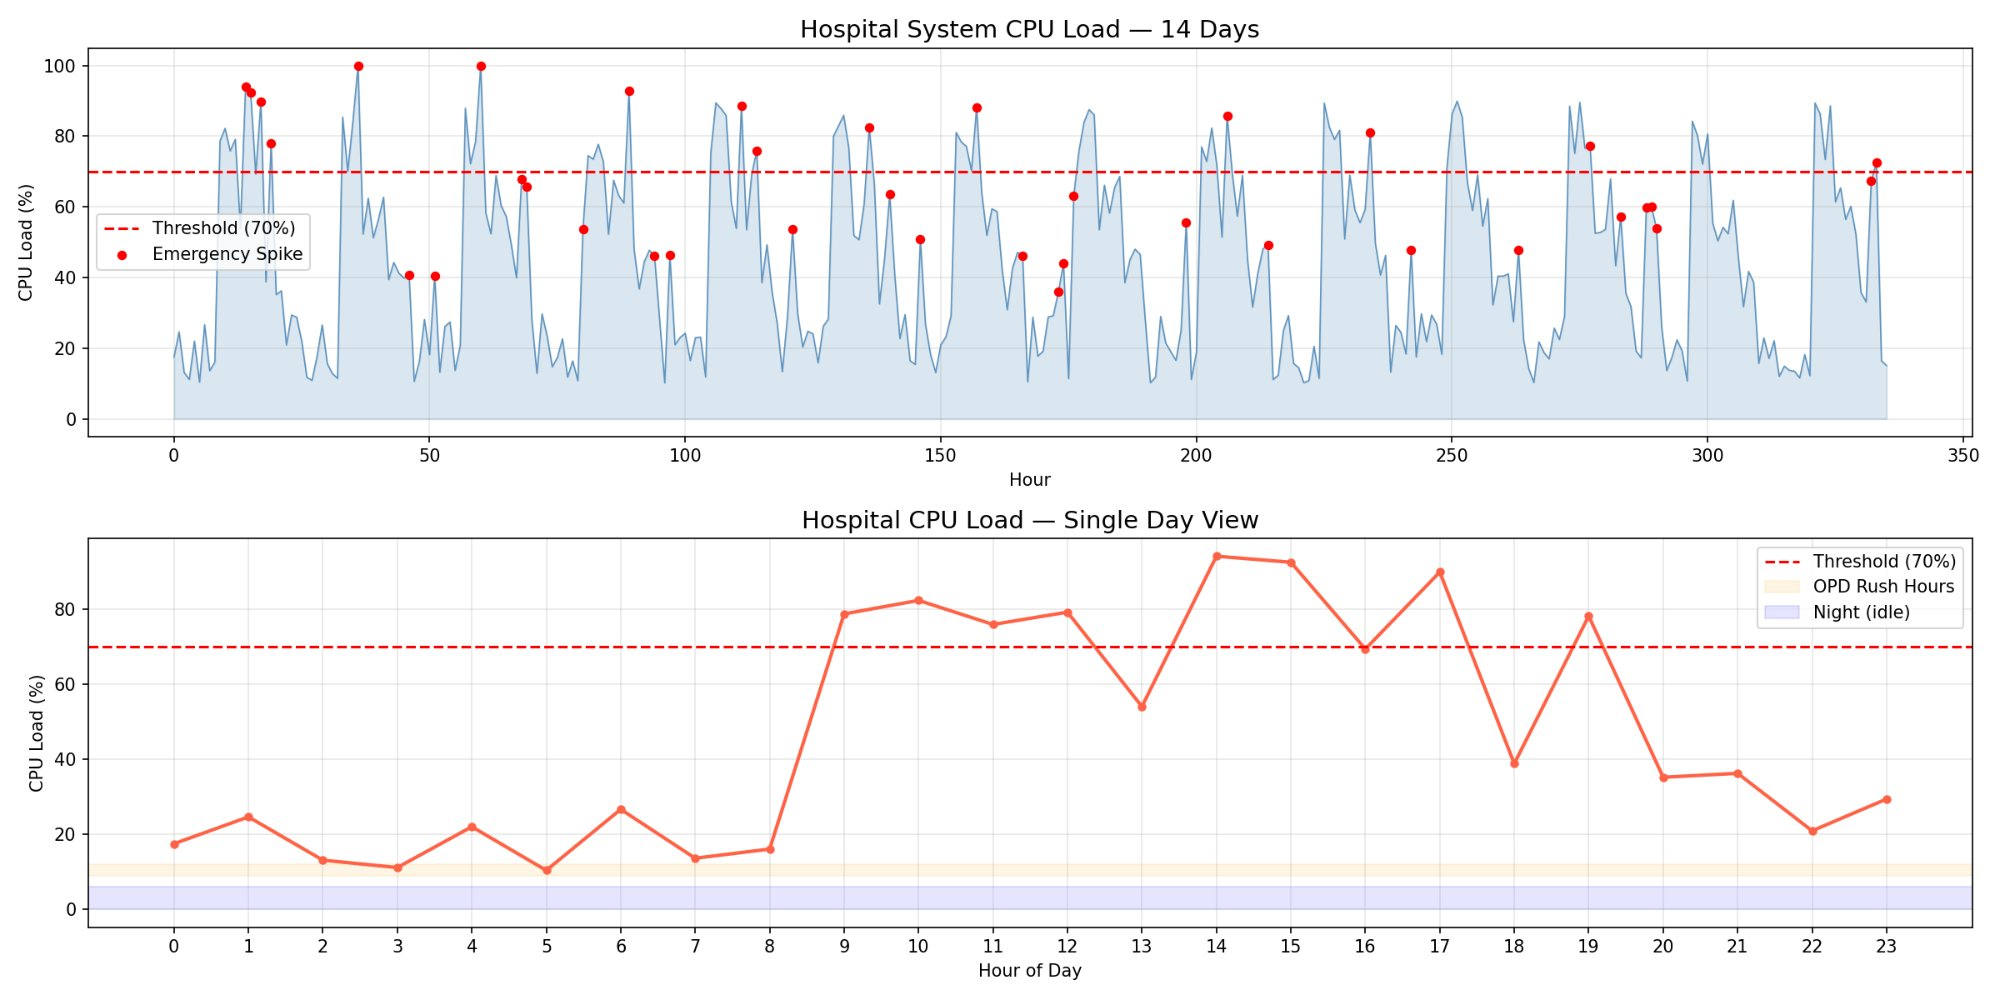 Hospital System CPU Load — 14 Days
CPU Load (%)
100
80
60
40
20
0
Threshold (70%)
Emergency Spike
0 50 100 150 200 250 300 350
Hour
Hospital CPU Load — Single Day View
CPU Load (%)
80
60
40
20
0
Threshold (70%)
OPD Rush Hours
Night (idle)
0 1 2 3 4 5 6 7 8 9 10 11 12 13 14 15 16 17 18 19 20 21 22 23
Hour of Day